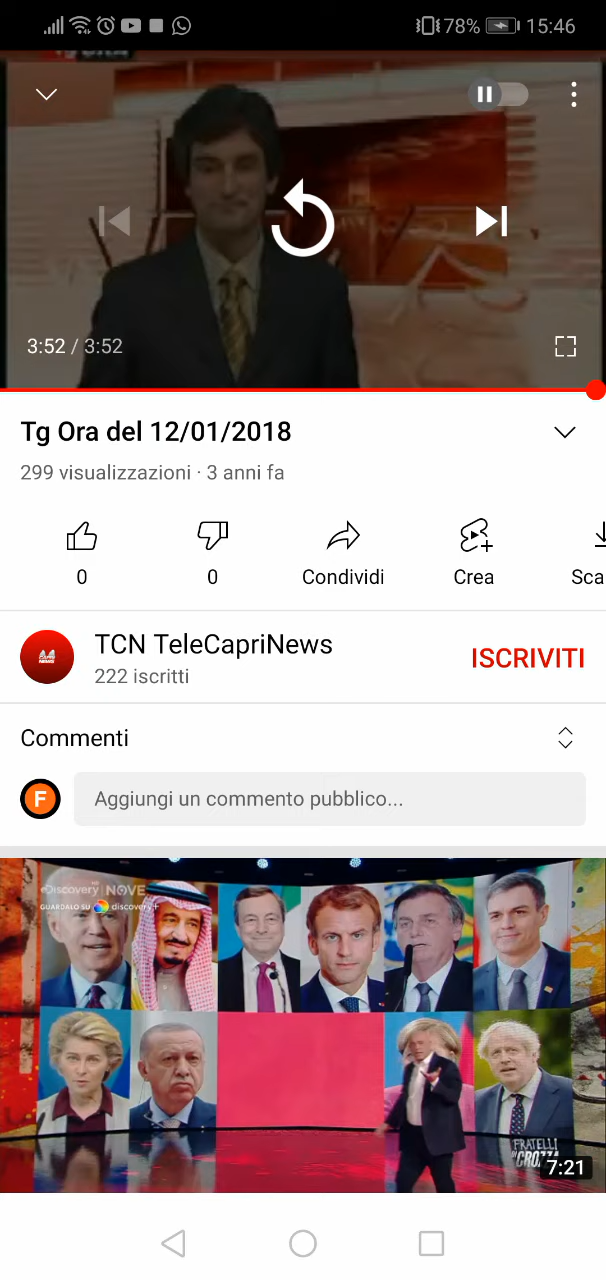 78% 15:46
3:52 / 3:52
Tg Ora del 12/01/2018
299 visualizzazioni · 3 anni fa
0
0
Condividi
Crea
Sca
TCN TeleCapriNews
222 iscritti
ISCRIVITI
Commenti
F
Aggiungi un commento pubblico...
discovery NOVE
GUARDALO SU discovery+
FRATELLI
DI CROZZA
7:21